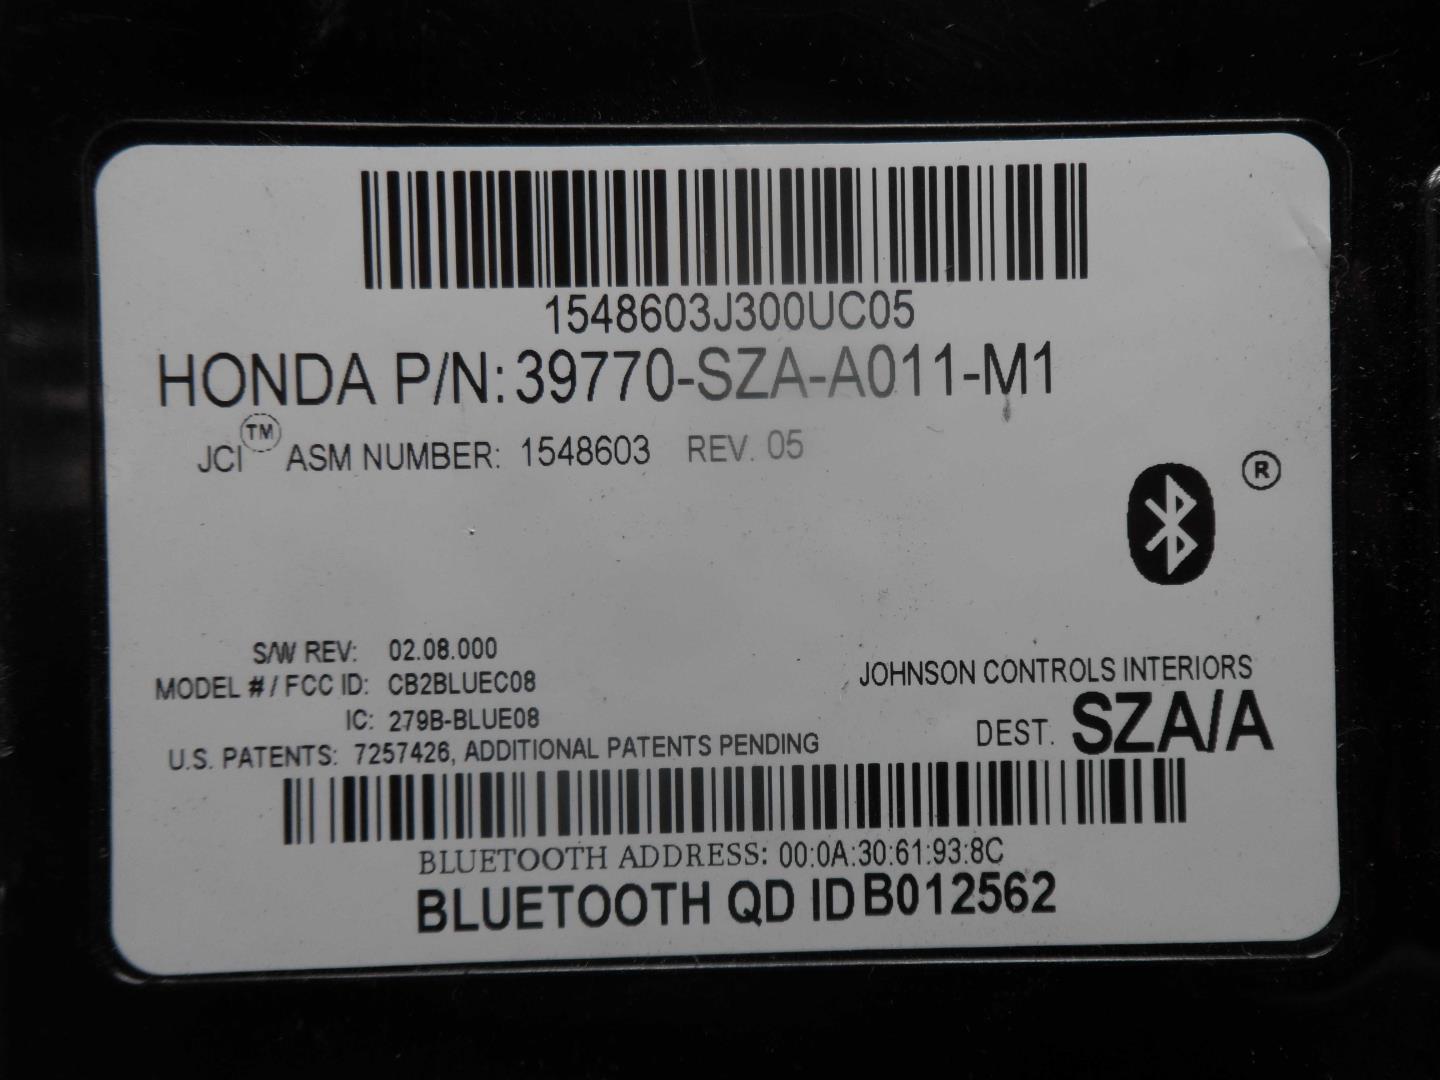 1548603J300UC05
HONDA P/N: 39770-SZA-A011-M1
JCI™ ASM NUMBER: 1548603 REV. 05
®
S/W REV: 02.08.000
MODEL # / FCC ID: CB2BLUEC08
IC: 279B-BLUE08
U.S. PATENTS: 7257426, ADDITIONAL PATENTS PENDING
JOHNSON CONTROLS INTERIORS
DEST. SZA/A
BLUETOOTH ADDRESS: 00:0A:30:61:93:8C
BLUETOOTH QD ID B012562